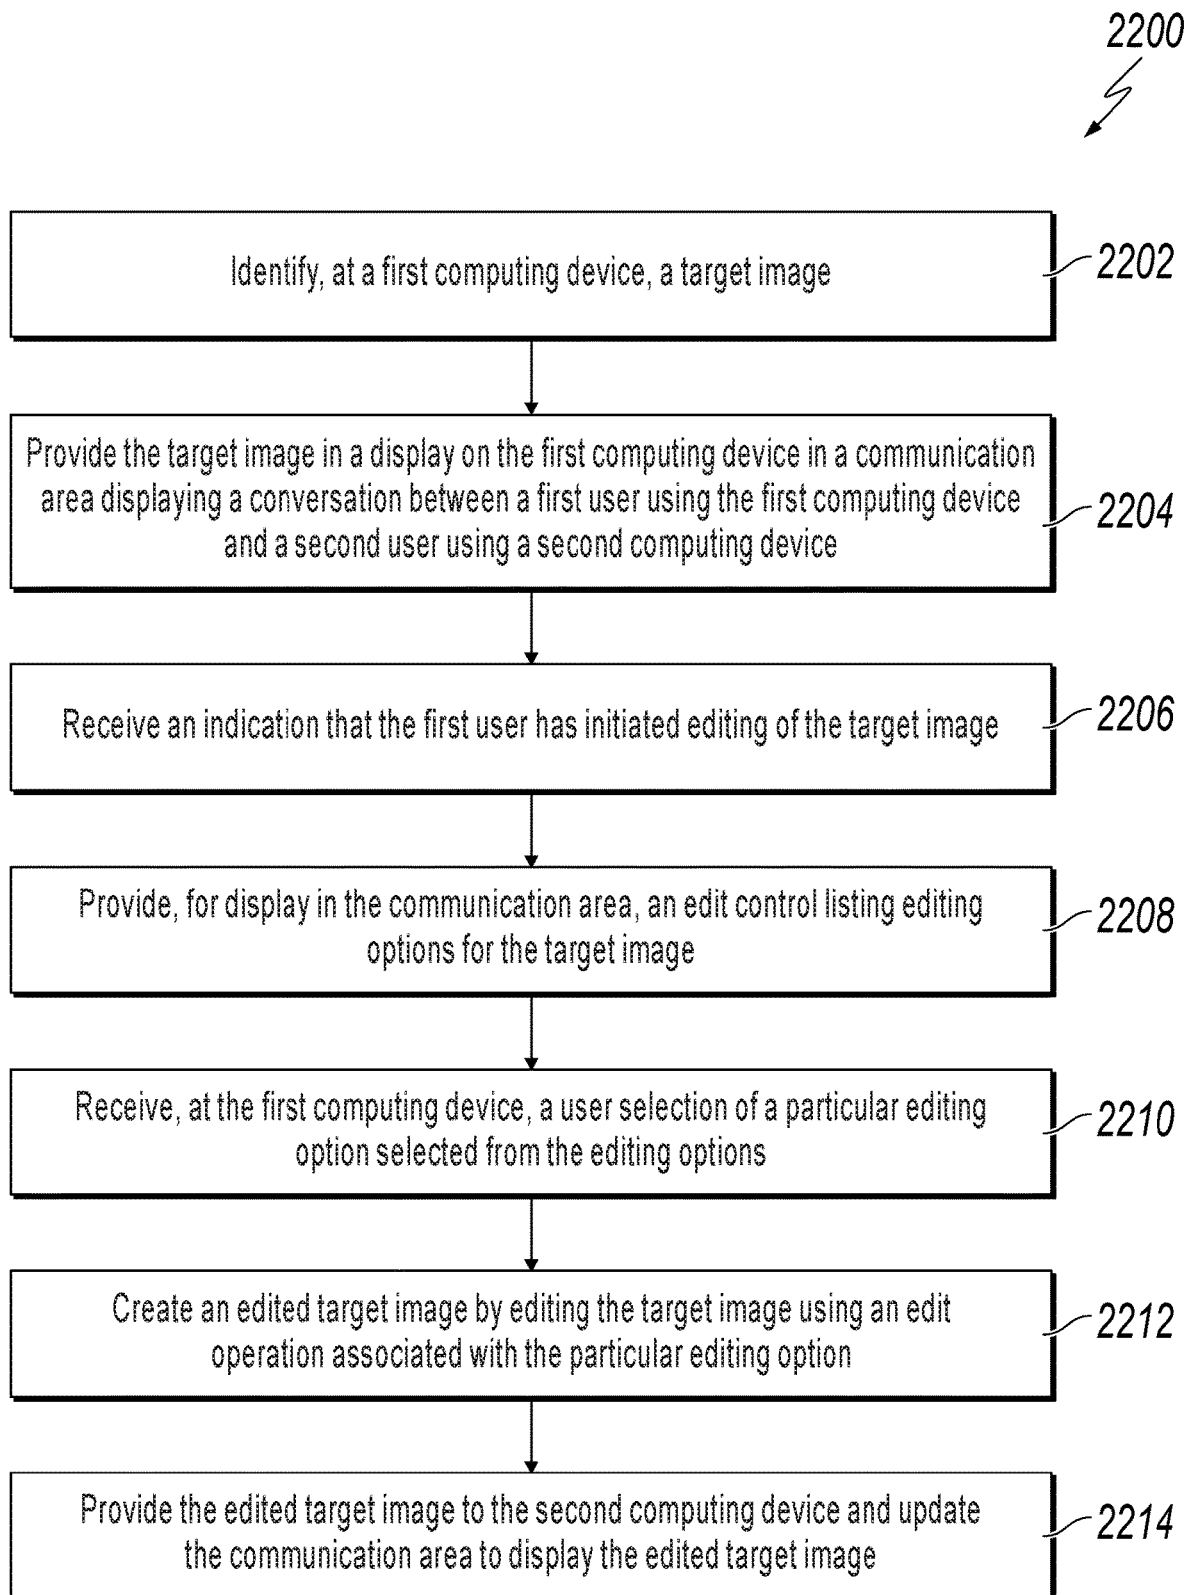 2200
Identify, at a first computing device, a target image
2202
Provide the target image in a display on the first computing device in a communication
area displaying a conversation between a first user using the first computing device
and a second user using a second computing device
2204
Receive an indication that the first user has initiated editing of the target image
2206
Provide, for display in the communication area, an edit control listing editing
options for the target image
2208
Receive, at the first computing device, a user selection of a particular editing
option selected from the editing options
2210
Create an edited target image by editing the target image using an edit
operation associated with the particular editing option
2212
Provide the edited target image to the second computing device and update
the communication area to display the edited target image
2214